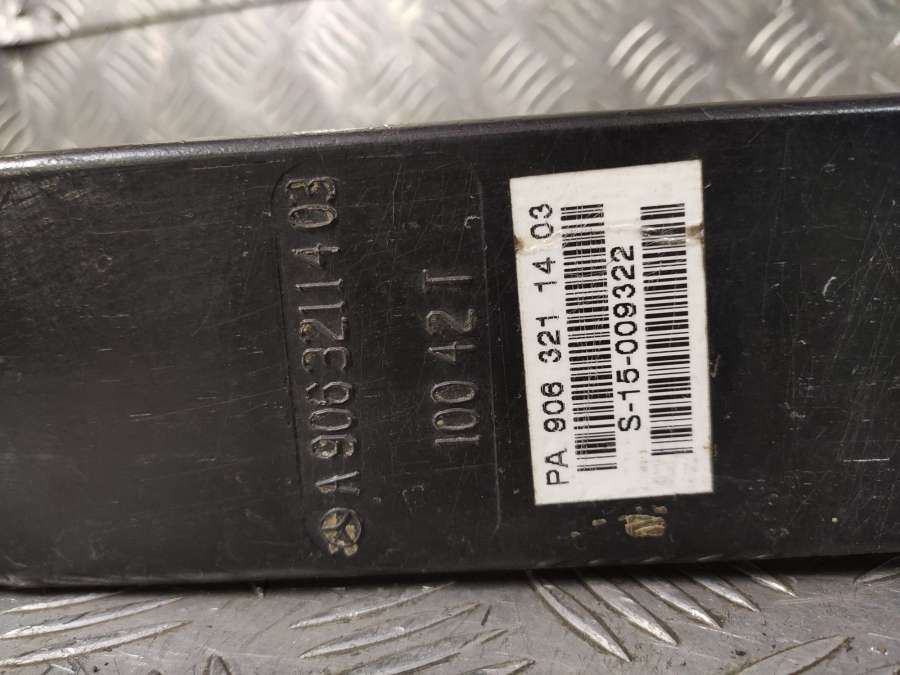 A 906 321 14 03
100 42 T
PA 906 321 14 03
S-15-009322